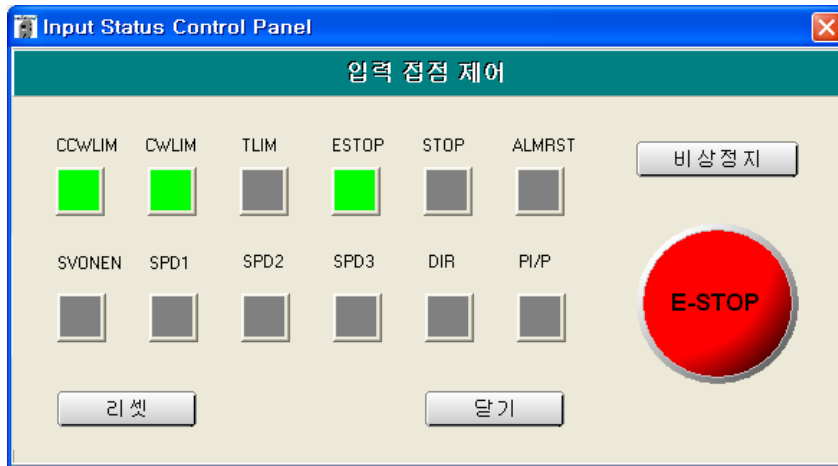 Input Status Control Panel
입력 접점 제어
CCWLIM CWLIM TLIM ESTOP STOP ALMRST
비상정지
SVONEN SPD1 SPD2 SPD3 DIR PI/P
E-STOP
리셋 닫기